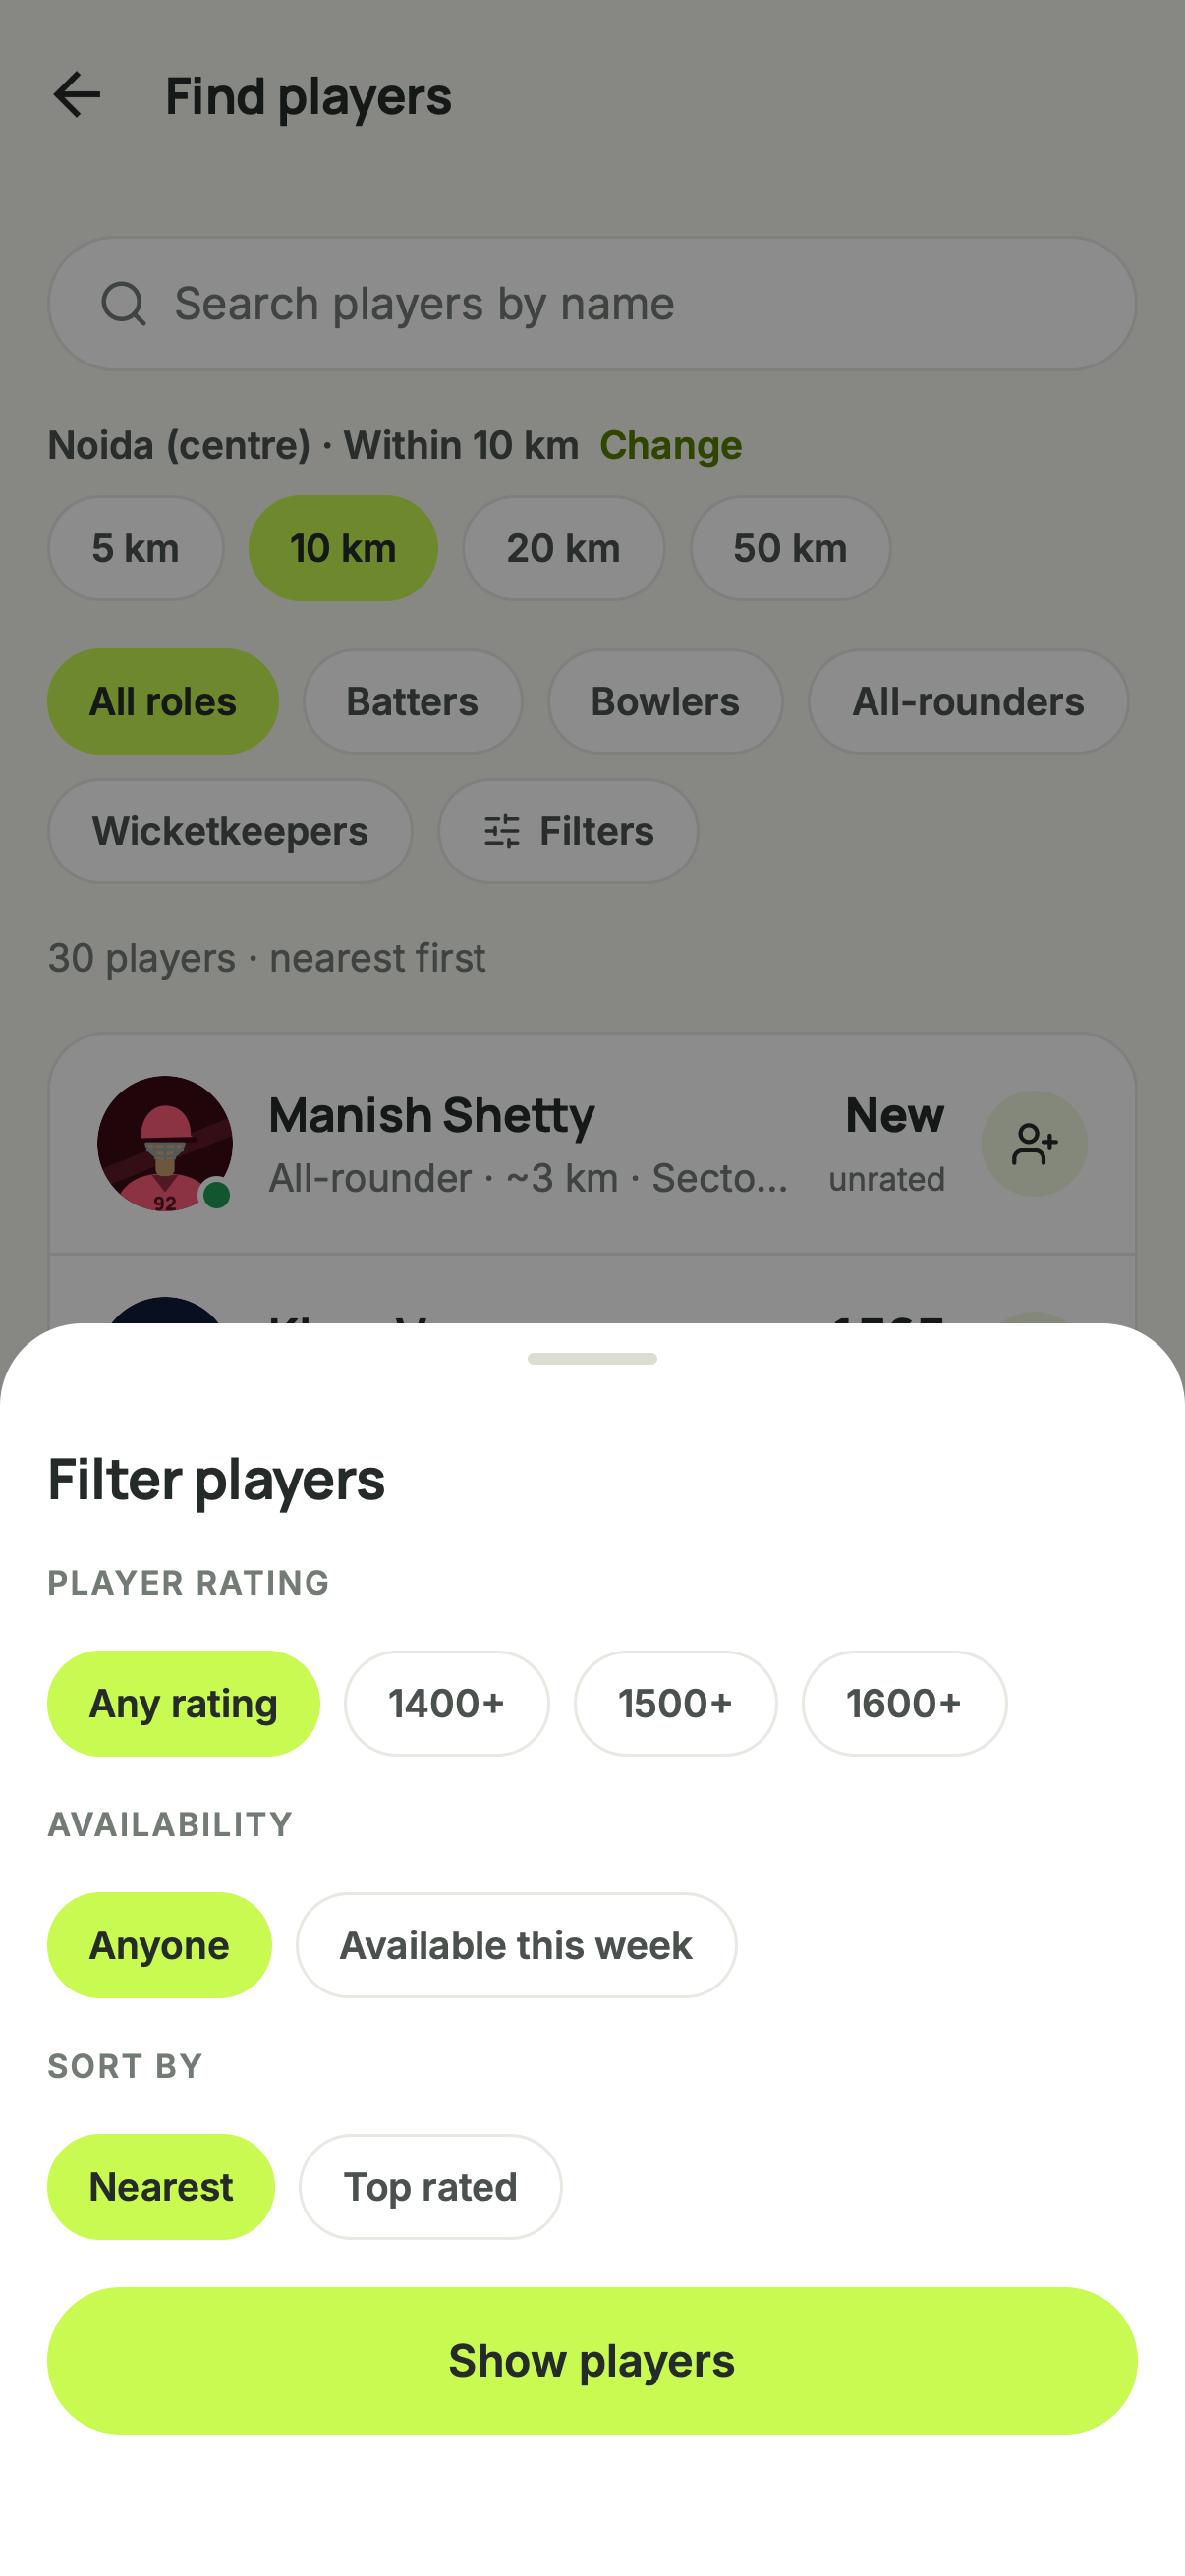 Find players
Search players by name
Noida (centre) · Within 10 km Change
5 km 10 km 20 km 50 km
All roles Batters Bowlers All-rounders
Wicketkeepers Filters
30 players · nearest first
Manish Shetty New
All-rounder · ~3 km · Secto... unrated
92
Filter players
PLAYER RATING
Any rating 1400+ 1500+ 1600+
AVAILABILITY
Anyone Available this week
SORT BY
Nearest Top rated
Show players